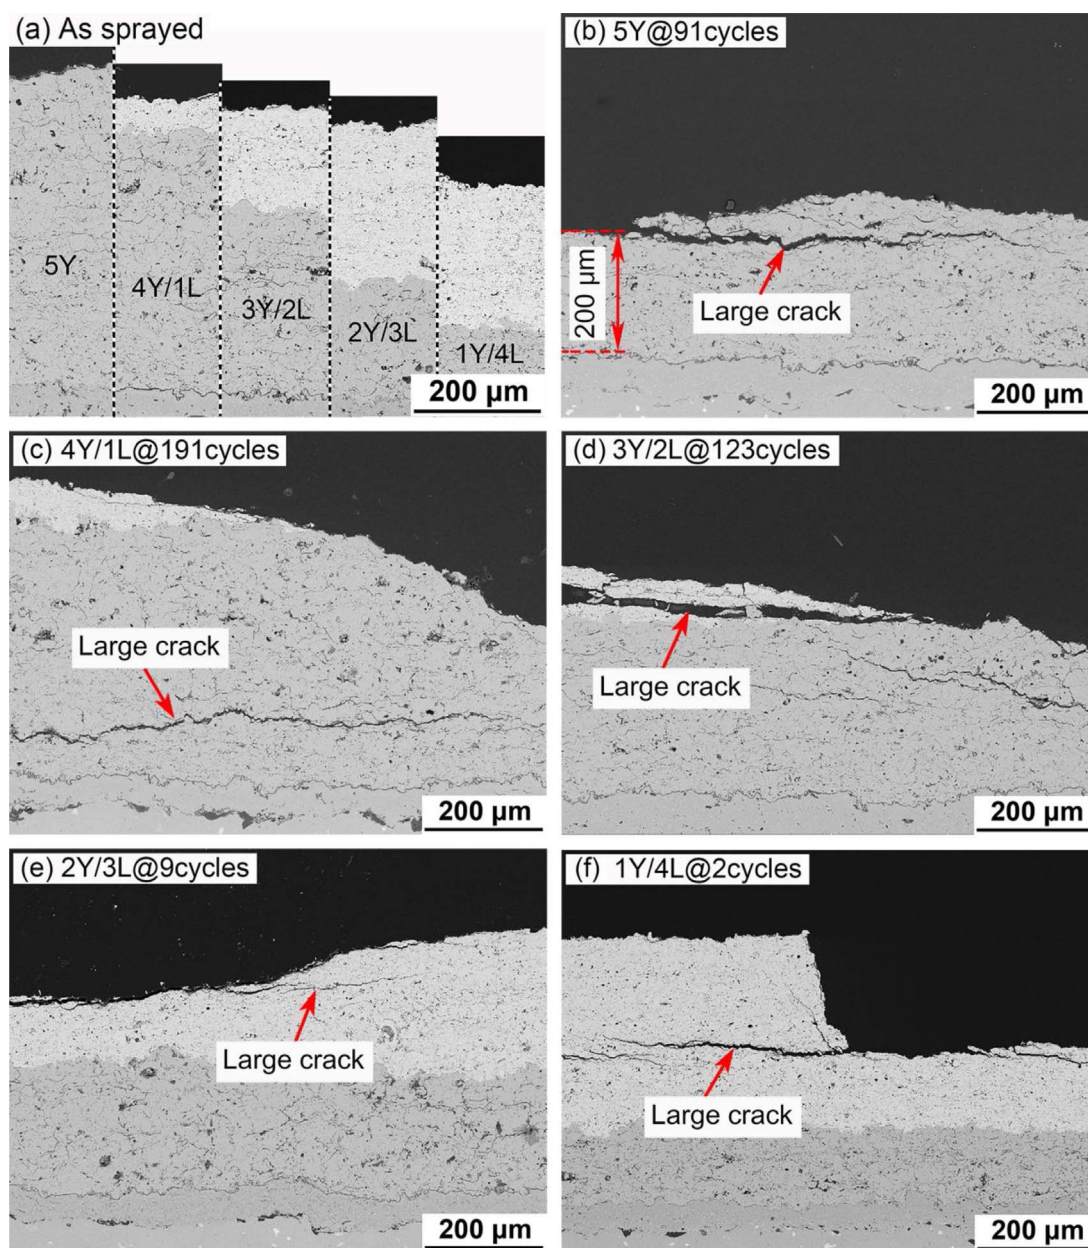 (a) As sprayed
5Y
4Y/1L
3Y/2L
2Y/3L
1Y/4L
200 μm
(b) 5Y@91cycles
200 μm
Large crack
200 μm
(c) 4Y/1L@191cycles
Large crack
200 μm
(d) 3Y/2L@123cycles
Large crack
200 μm
(e) 2Y/3L@9cycles
Large crack
200 μm
(f) 1Y/4L@2cycles
Large crack
200 μm